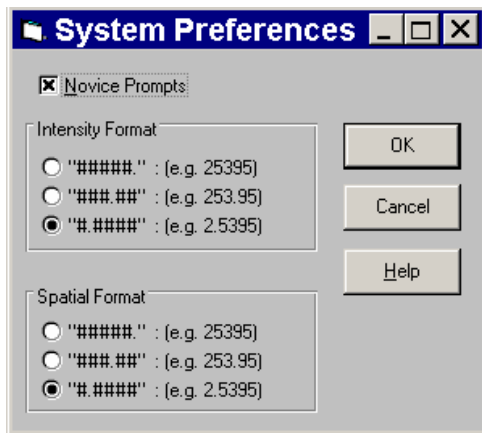 System Preferences
Novice Prompts
Intensity Format
"#####." : (e.g. 25395)
"###.##" : (e.g. 253.95)
"#.####" : (e.g. 2.5395)
OK
Cancel
Help
Spatial Format
"#####." : (e.g. 25395)
"###.##" : (e.g. 253.95)
"#.####" : (e.g. 2.5395)